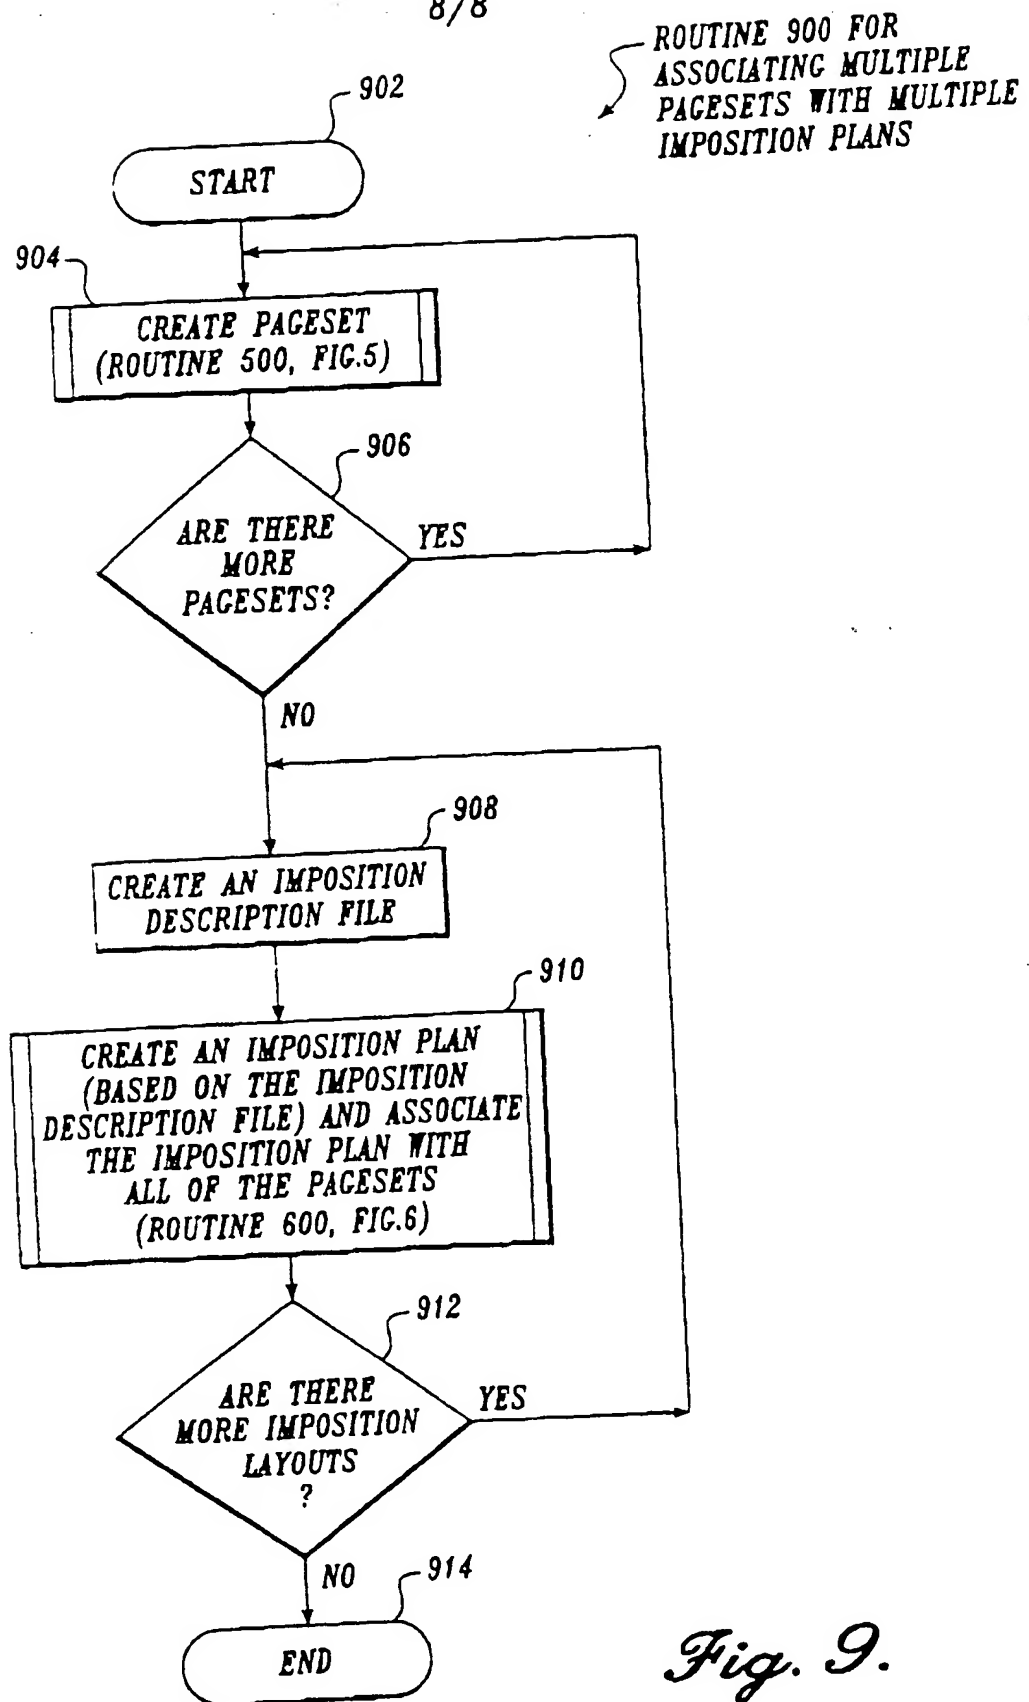 8/8
ROUTINE 900 FOR
ASSOCIATING MULTIPLE
PAGESETS WITH MULTIPLE
IMPOSITION PLANS
902
START
904
CREATE PAGESET
(ROUTINE 500, FIG.5)
906
ARE THERE
MORE
PAGESETS?
YES
NO
908
CREATE AN IMPOSITION
DESCRIPTION FILE
910
CREATE AN IMPOSITION PLAN
(BASED ON THE IMPOSITION
DESCRIPTION FILE) AND ASSOCIATE
THE IMPOSITION PLAN WITH
ALL OF THE PAGESETS
(ROUTINE 600, FIG.6)
912
ARE THERE
MORE IMPOSITION
LAYOUTS
?
YES
NO
914
END
Fig. 9.